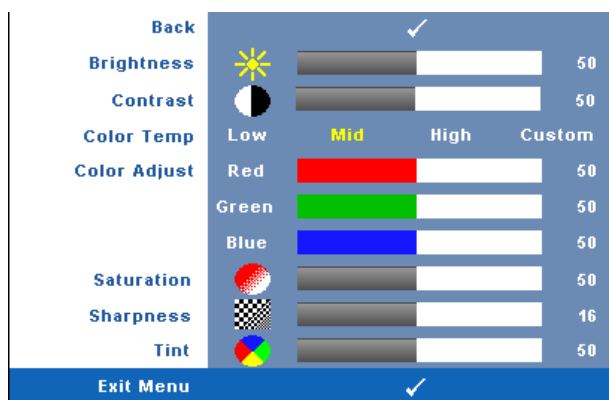 Back
Brightness 50
Contrast 50
Color Temp Low Mid High Custom
Color Adjust Red 50
Green 50
Blue 50
Saturation 50
Sharpness 16
Tint 50
Exit Menu